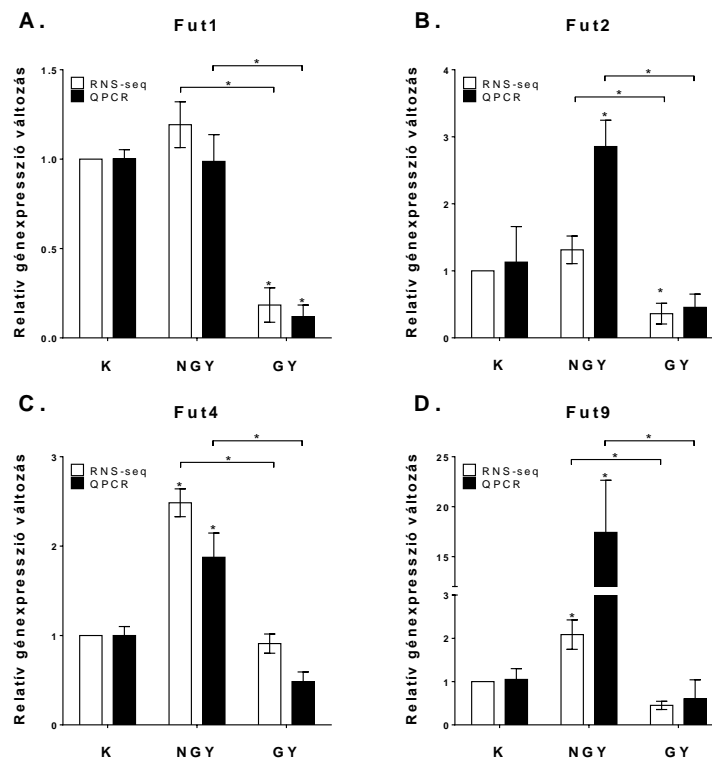 A.
Fut1
Relatív génexpresszió változás
1.5
1.0
0.5
0.0
RNS-seq
QPCR
*
*
*
*
K
NGY
GY
B.
Fut2
Relatív génexpresszió változás
4
3
2
1
0
RNS-seq
QPCR
*
*
*
*
K
NGY
GY
C.
Fut4
Relatív génexpresszió változás
3
2
1
0
RNS-seq
QPCR
*
*
*
*
K
NGY
GY
D.
Fut9
Relatív génexpresszió változás
25
20
15
3
2
1
0
RNS-seq
QPCR
*
*
*
*
K
NGY
GY